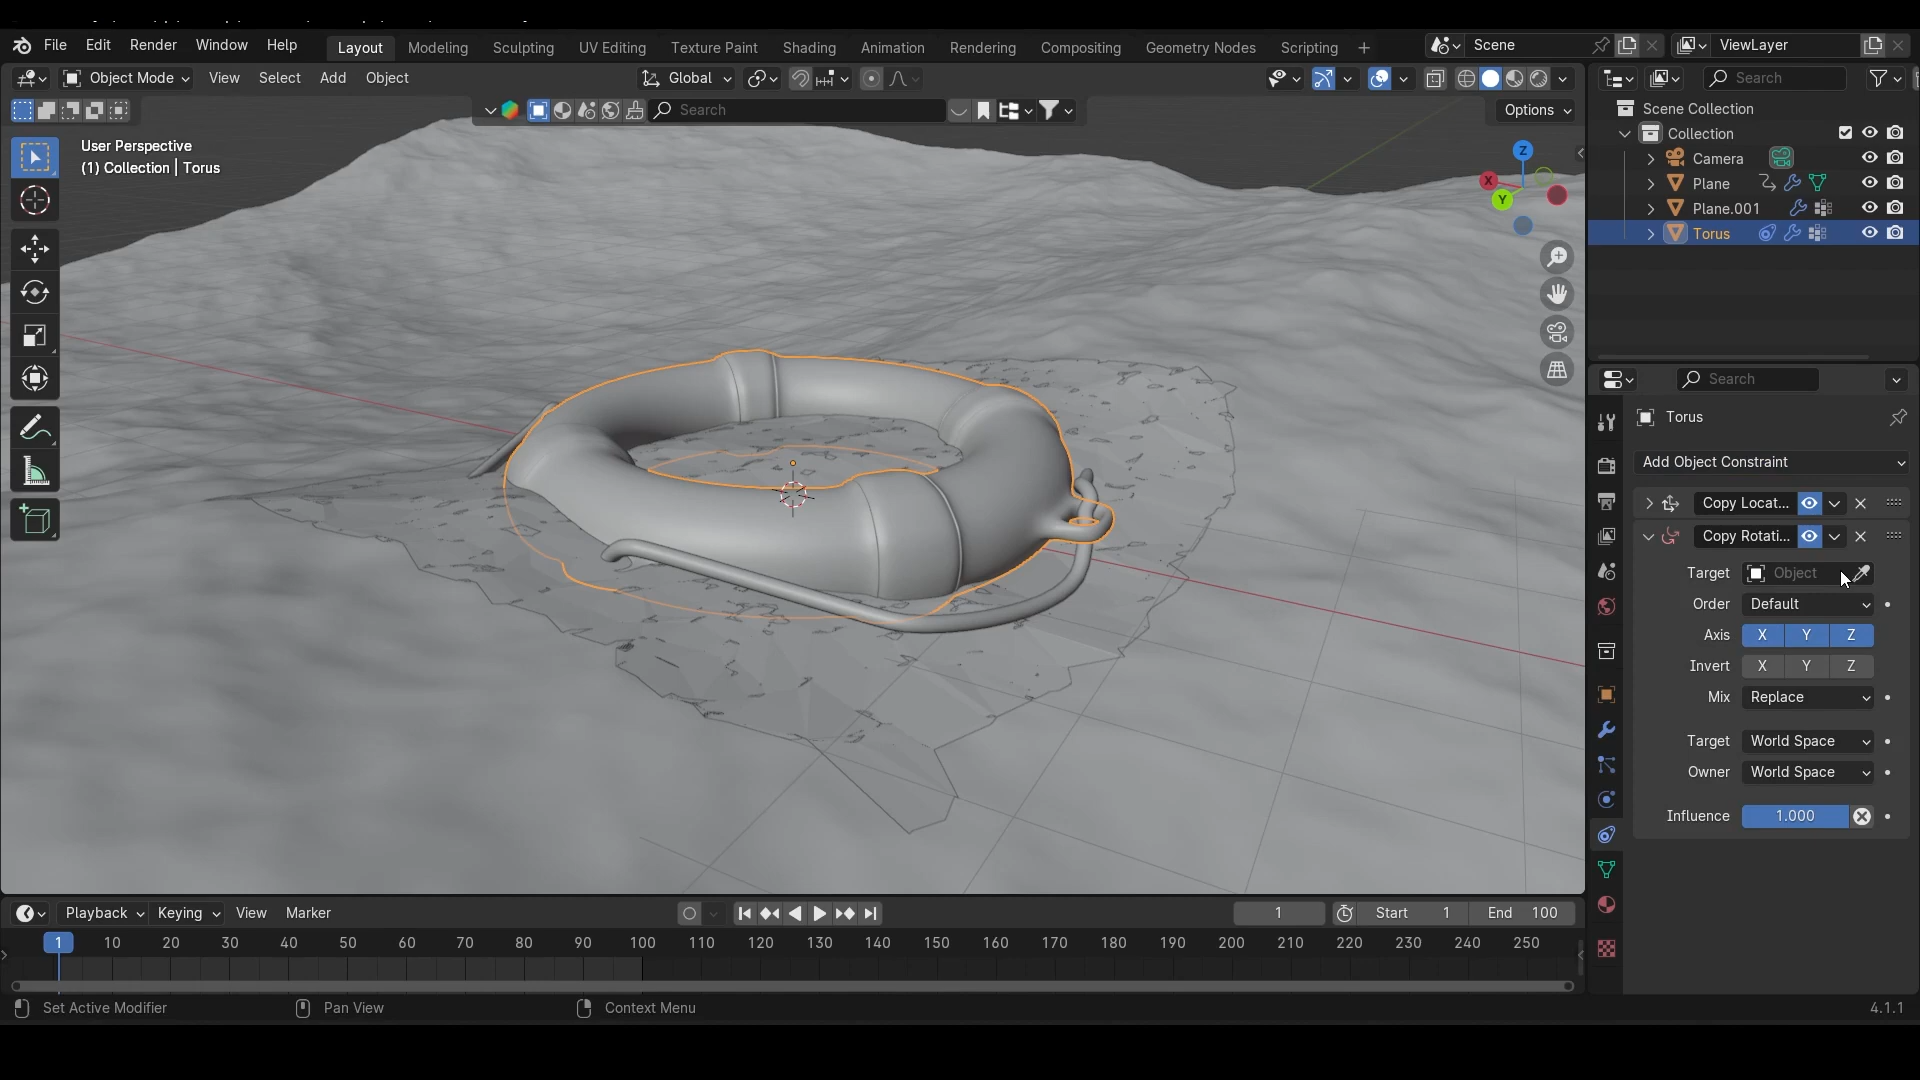 File Edit Render Window Help Layout Modeling Sculpting UV Editing Texture Paint Shading Animation Rendering Compositing Geometry Nodes Scripting + Scene ViewLayer
Object Mode View Select Add Object Global Search
Search Options
User Perspective
(1) Collection | Torus
Z
X
Y
Scene Collection
Collection
Camera
Plane
Plane.001
Torus
Search
Torus
Add Object Constraint
Copy Locat...
Copy Rotati...
Target Object
Order Default
Axis X Y Z
Invert X Y Z
Mix Replace
Target World Space
Owner World Space
Influence 1.000
Playback Keying View Marker 1 Start 1 End 100
1 10 20 30 40 50 60 70 80 90 100 110 120 130 140 150 160 170 180 190 200 210 220 230 240 250
Set Active Modifier Pan View Context Menu 4.1.1